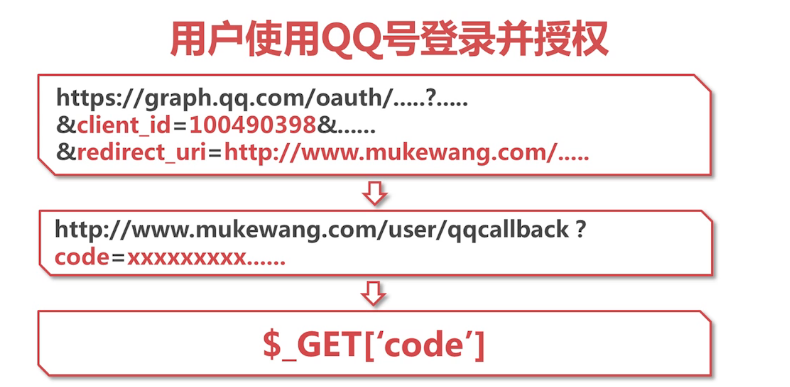 用户使用QQ号登录并授权
https://graph.qq.com/oauth/.....?.....
&client_id=100490398&......
&redirect_uri=http://www.mukewang.com/.....
http://www.mukewang.com/user/qqcallback ?
code=xxxxxxxxx......
$_GET[‘code’]